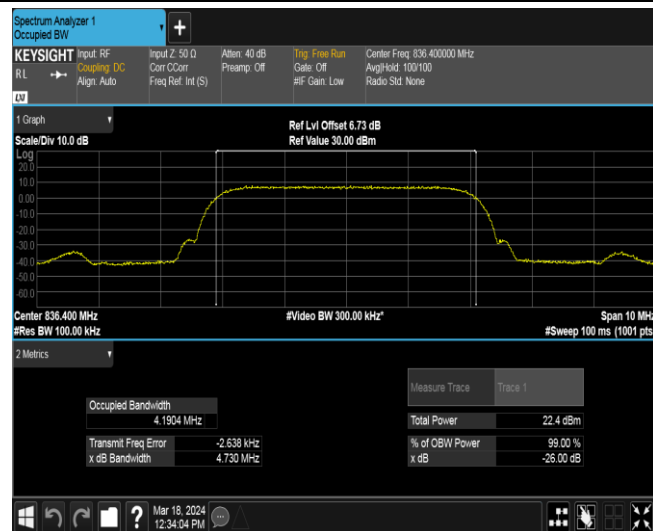 Spectrum Analyzer 1
Occupied BW
+
KEYSIGHT
RL
LXI
Input: RF
Coupling: DC
Align: Auto
Input Z: 50 Ω
Corr CCorr
Freq Ref: Int (S)
Atten: 40 dB
Preamp: Off
Trig: Free Run
Gate: Off
#IF Gain: Low
Center Freq: 836.400000 MHz
Avg|Hold: 100/100
Radio Std: None
1 Graph
Scale/Div 10.0 dB
Ref Lvl Offset 6.73 dB
Ref Value 30.00 dBm
Log
20.0
10.0
0.00
-10.0
-20.0
-30.0
-40.0
-50.0
-60.0
Center 836.400 MHz
#Res BW 100.00 kHz
#Video BW 300.00 kHz*
Span 10 MHz
#Sweep 100 ms (1001 pts
2 Metrics
Measure Trace Trace 1
Occupied Bandwidth
4.1904 MHz
Total Power 22.4 dBm
Transmit Freq Error -2.638 kHz
% of OBW Power 99.00 %
x dB Bandwidth 4.730 MHz
x dB -26.00 dB
?
Mar 18, 2024
12:34:04 PM